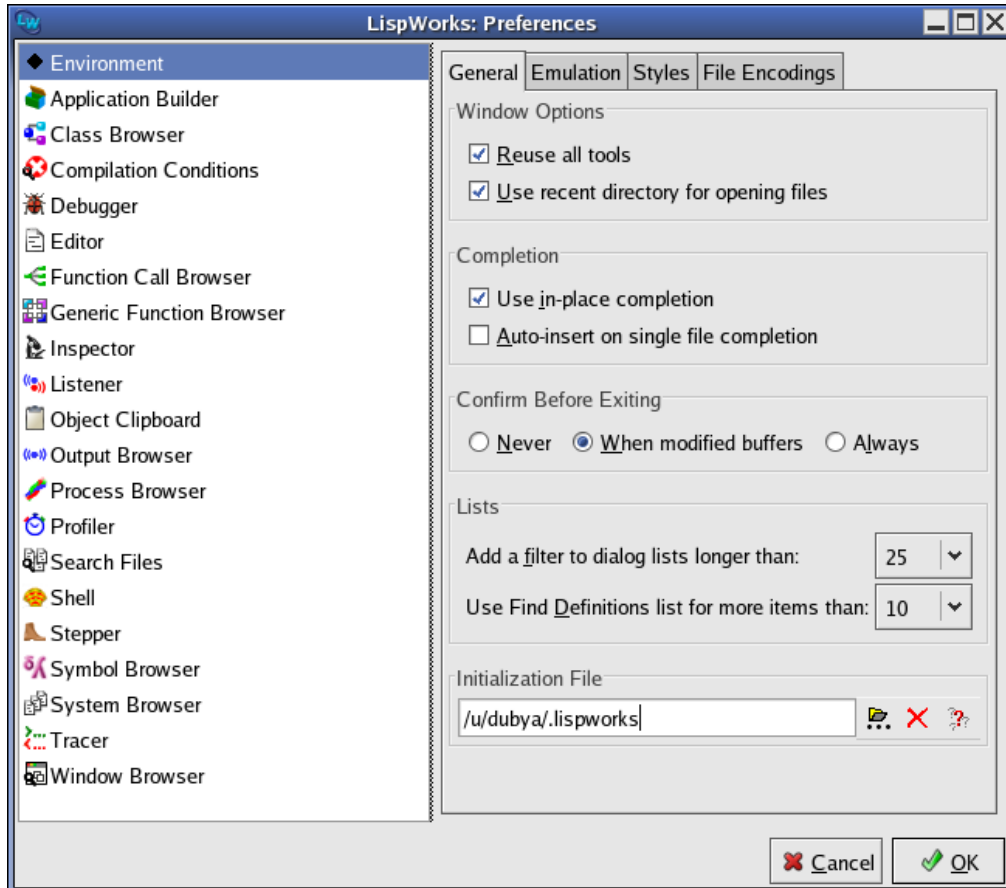 LW
LispWorks: Preferences
Environment
Application Builder
Class Browser
Compilation Conditions
Debugger
Editor
Function Call Browser
Generic Function Browser
Inspector
Listener
Object Clipboard
Output Browser
Process Browser
Profiler
Search Files
Shell
Stepper
Symbol Browser
System Browser
Tracer
Window Browser
General Emulation Styles File Encodings
Window Options
Reuse all tools
Use recent directory for opening files
Completion
Use in-place completion
Auto-insert on single file completion
Confirm Before Exiting
Never When modified buffers Always
Lists
Add a filter to dialog lists longer than: 25
Use Find Definitions list for more items than: 10
Initialization File
/u/dubya/.lispworks
Cancel OK